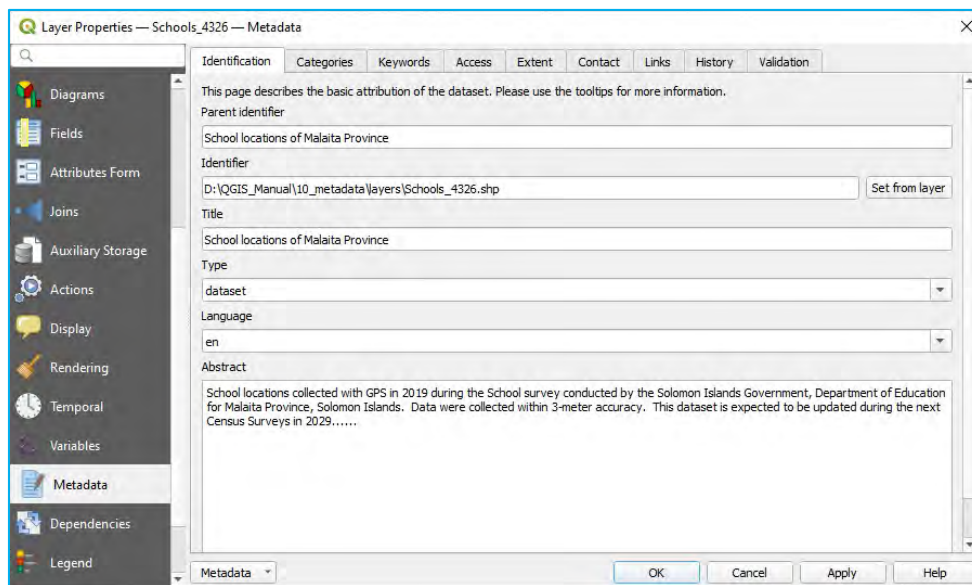 Layer Properties — Schools_4326 — Metadata
Diagrams
Fields
Attributes Form
Joins
Auxiliary Storage
Actions
Display
Rendering
Temporal
Variables
Metadata
Dependencies
Legend
Identification Categories Keywords Access Extent Contact Links History Validation
This page describes the basic attribution of the dataset. Please use the tooltips for more information.
Parent identifier
School locations of Malaita Province
Identifier
D:\QGIS_Manual\10_metadata\layers\Schools_4326.shp Set from layer
Title
School locations of Malaita Province
Type
dataset
Language
en
Abstract
School locations collected with GPS in 2019 during the School survey conducted by the Solomon Islands Government, Department of Education
for Malaita Province, Solomon Islands. Data were collected within 3-meter accuracy. This dataset is expected to be updated during the next
Census Surveys in 2029......
Metadata OK Cancel Apply Help